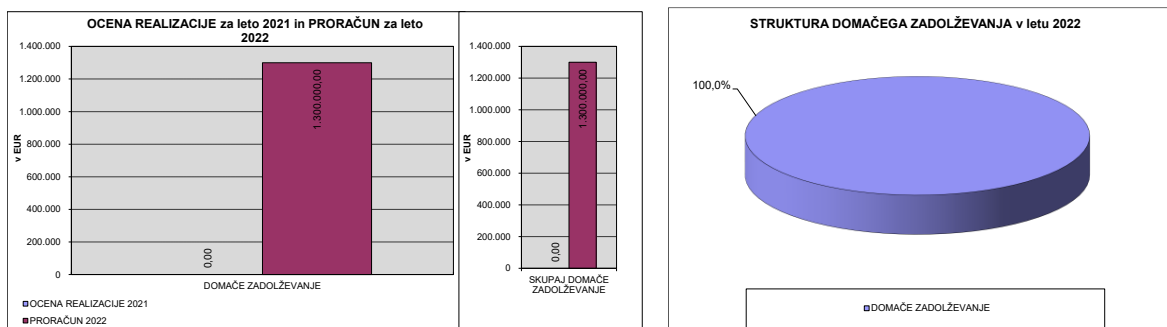 OCENA REALIZACIJE za leto 2021 in PRORAČUN za leto
2022
1.400.000
1.200.000
1.000.000
800.000
600.000
400.000
200.000
0
v EUR
0,00
1.300.000,00
DOMAČE ZADOLŽEVANJE
OCENA REALIZACIJE 2021
PRORAČUN 2022
1.400.000
1.200.000
1.000.000
800.000
600.000
400.000
200.000
0
v EUR
0,00
1.300.000,00
SKUPAJ DOMAČE
ZADOLŽEVANJE
STRUKTURA DOMAČEGA ZADOLŽEVANJA v letu 2022
100,0%
DOMAČE ZADOLŽEVANJE